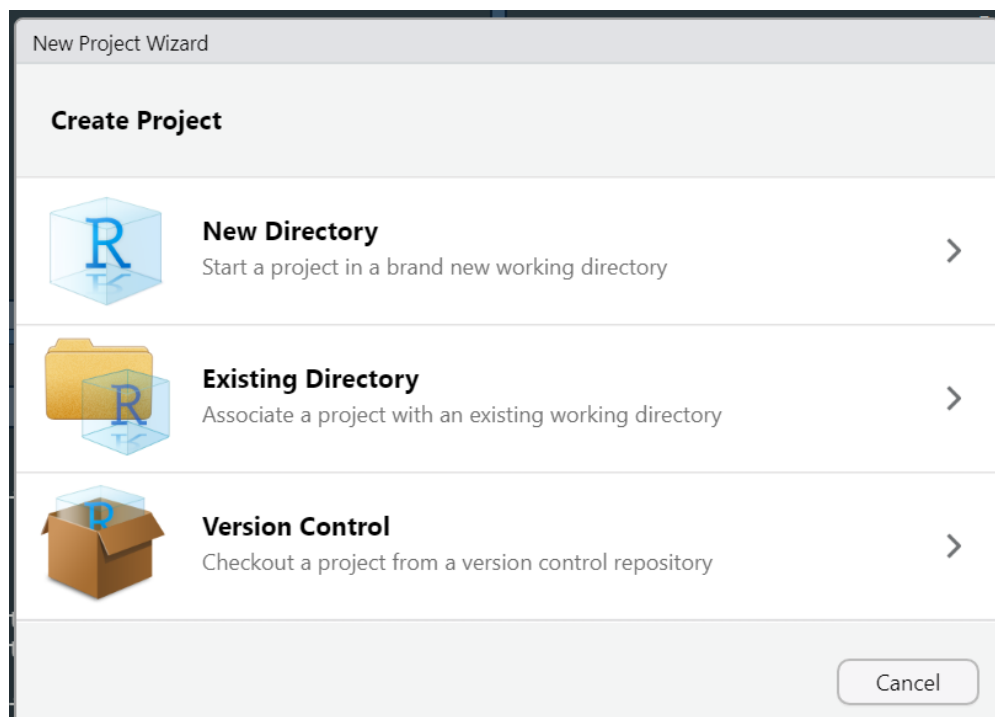 New Project Wizard
Create Project
R
New Directory
Start a project in a brand new working directory
R
Existing Directory
Associate a project with an existing working directory
R
Version Control
Checkout a project from a version control repository
Cancel